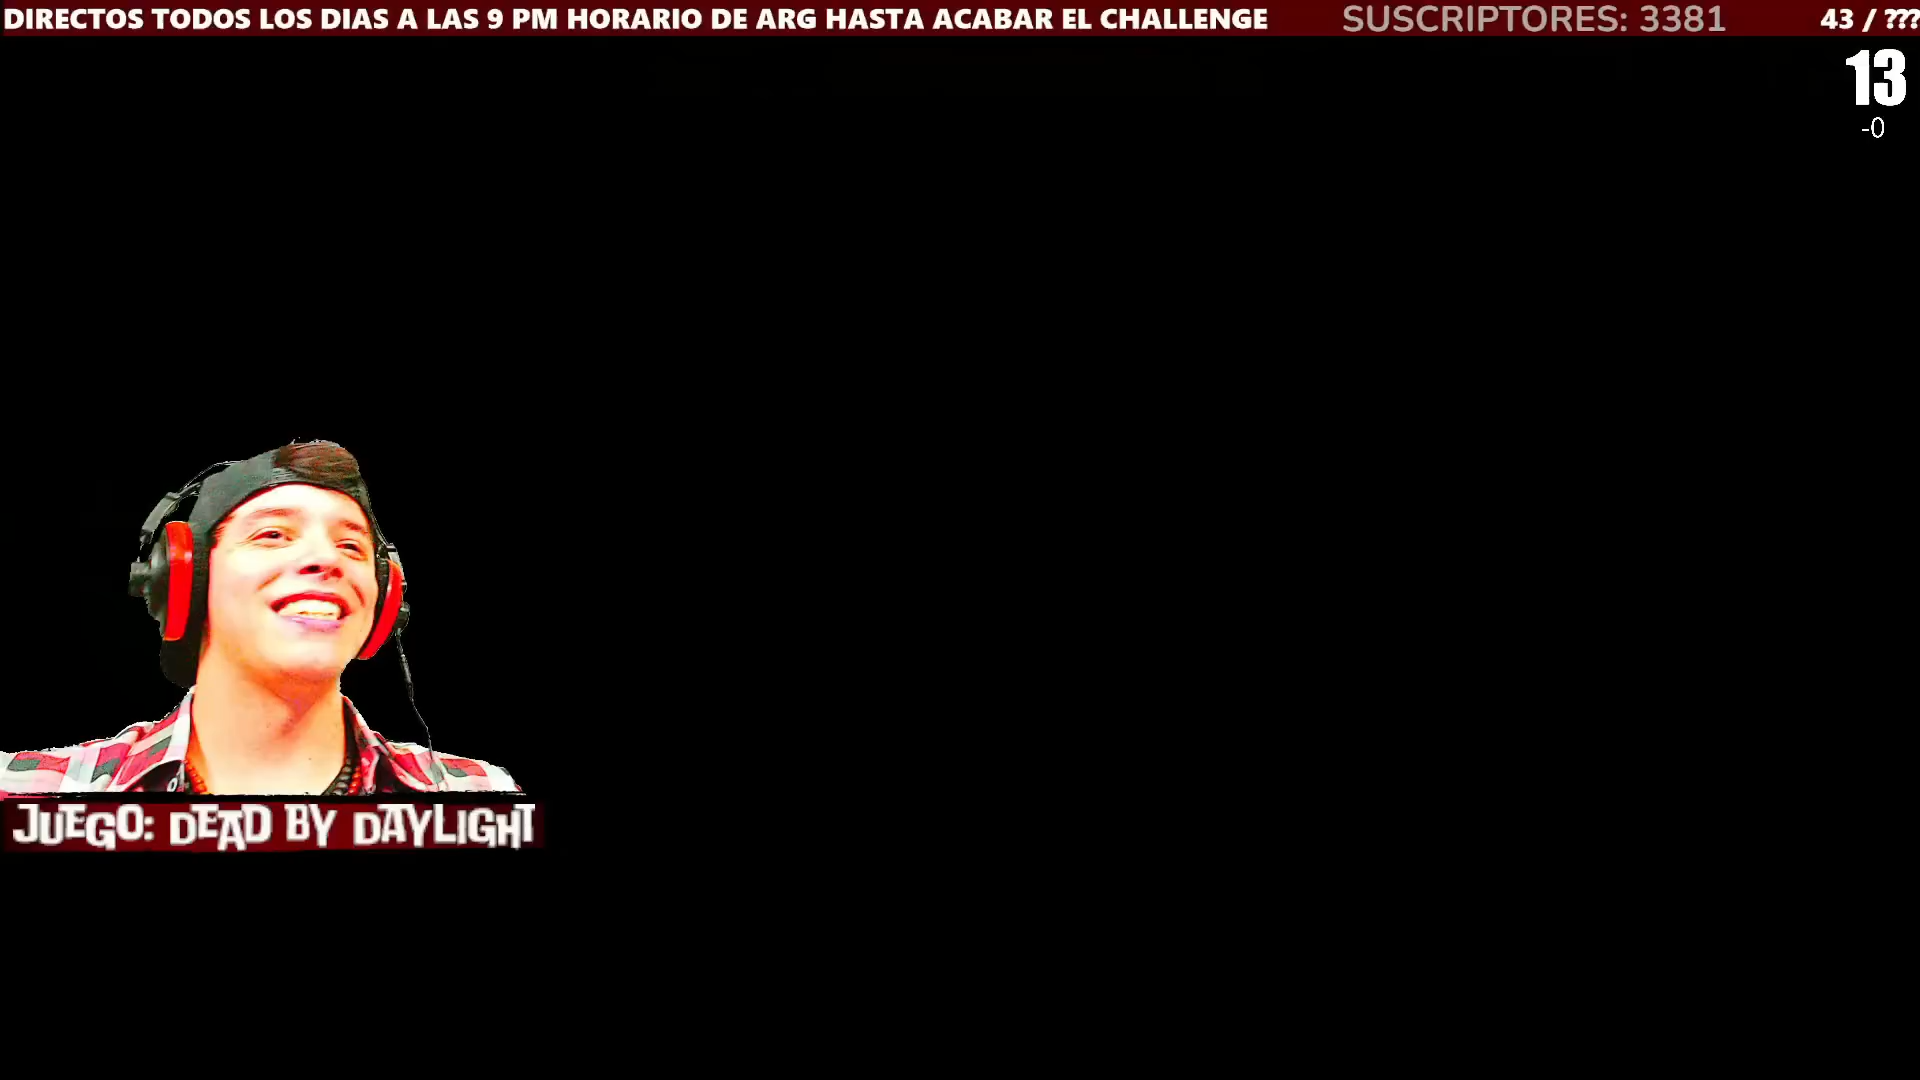 DIRECTOS TODOS LOS DIAS A LAS 9 PM HORARIO DE ARG HASTA ACABAR EL CHALLENGE
SUSCRIPTORES: 3381
43 / ???
13
-0
JUEGO: DEAD BY DAYLIGHT